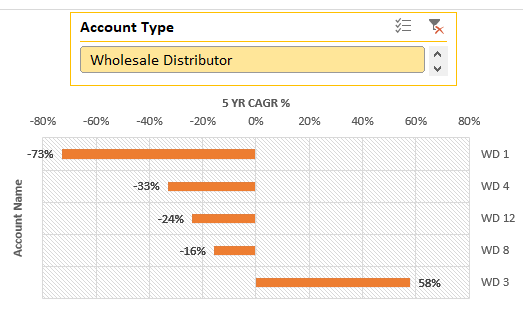 Account Type
Wholesale Distributor
5 YR CAGR %
-80% -60% -40% -20% 0% 20% 40% 60% 80%
Account Name
-73% WD 1
-33% WD 4
-24% WD 12
-16% WD 8
58% WD 3